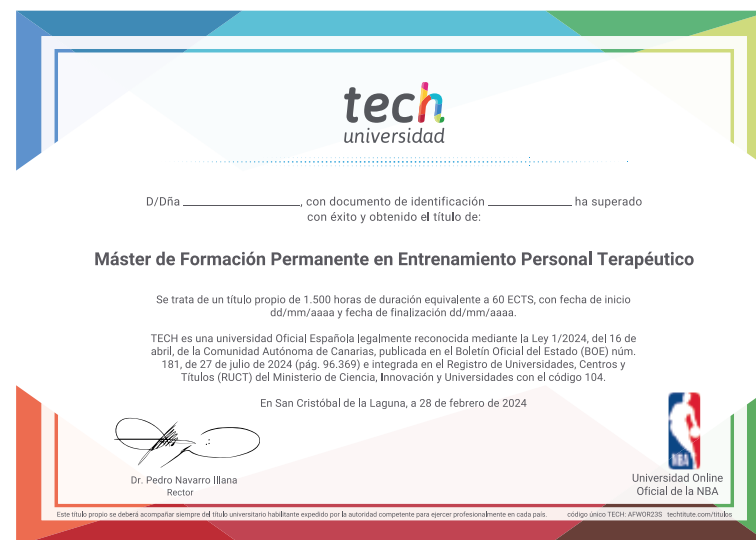 tech
universidad
D/Dña ____________________, con documento de identificación ______________ ha superado
con éxito y obtenido el título de:
Máster de Formación Permanente en Entrenamiento Personal Terapéutico
Se trata de un título propio de 1.500 horas de duración equivalente a 60 ECTS, con fecha de inicio
dd/mm/aaaa y fecha de finalización dd/mm/aaaa.
TECH es una universidad Oficial Española legalmente reconocida mediante la Ley 1/2024, del 16 de
abril, de la Comunidad Autónoma de Canarias, publicada en el Boletín Oficial del Estado (BOE) núm.
181, de 27 de julio de 2024 (pág. 96.369) e integrada en el Registro de Universidades, Centros y
Títulos (RUCT) del Ministerio de Ciencia, Innovación y Universidades con el código 104.
En San Cristóbal de la Laguna, a 28 de febrero de 2024
Dr. Pedro Navarro Illana
Rector
NBA
Universidad Online
Oficial de la NBA
Este título propio se deberá acompañar siempre del título universitario habilitante expedido por la autoridad competente para ejercer profesionalmente en cada país. código único TECH: AFWOR23S techtitute.com/titulos